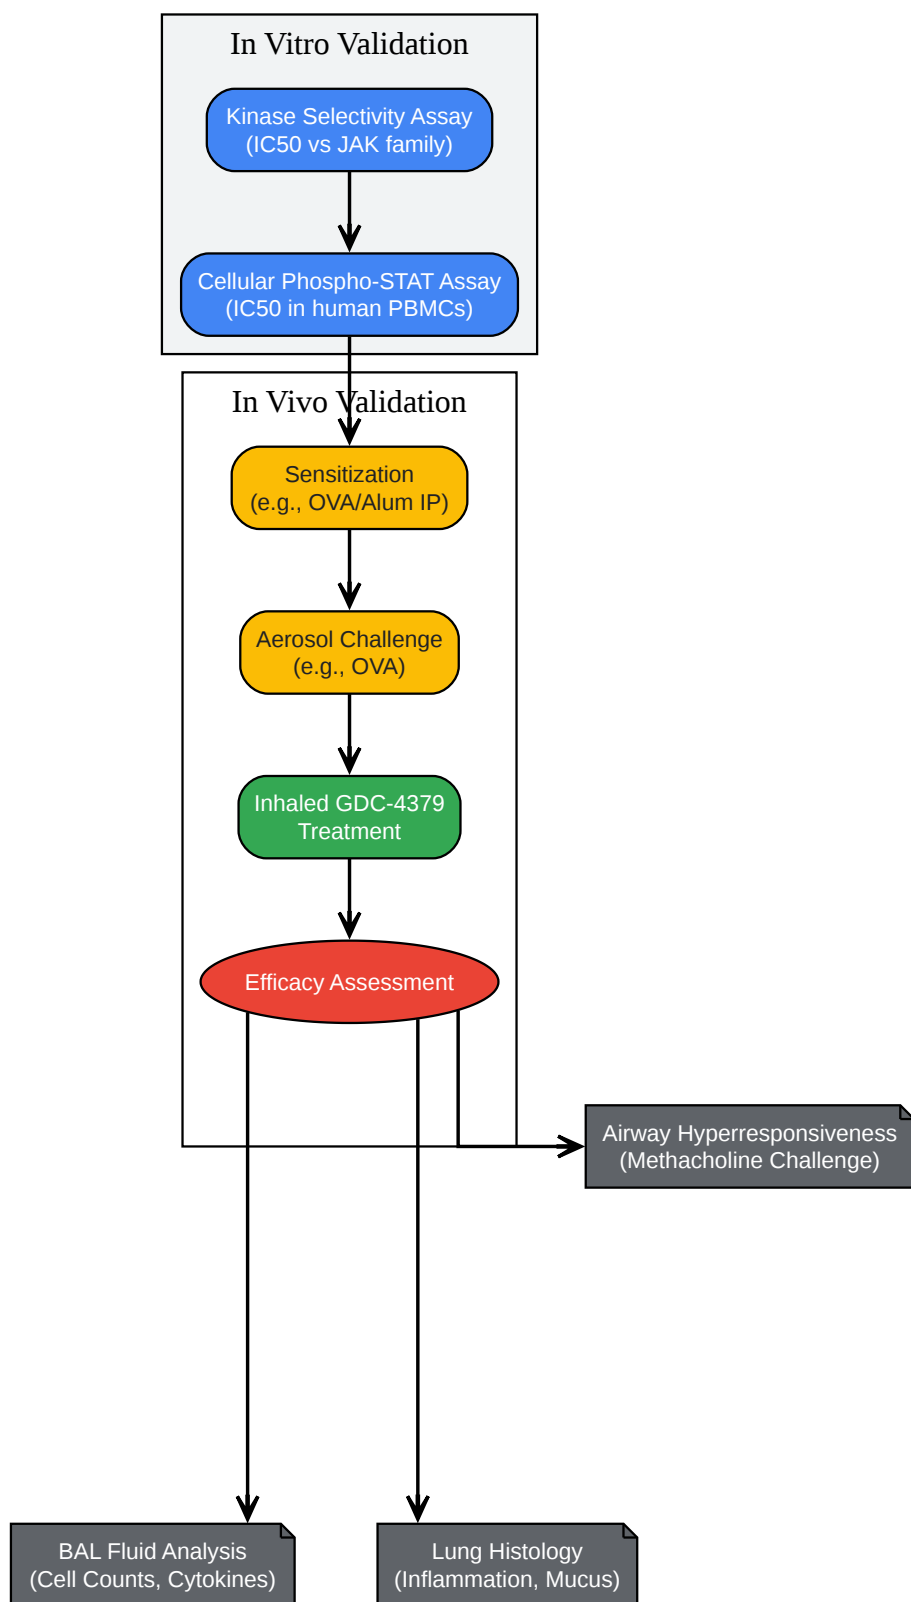 In Vitro Validation
Kinase Selectivity Assay
(IC50 vs JAK family)
Cellular Phospho-STAT Assay
(IC50 in human PBMCs)
In Vivo Validation
Sensitization
(e.g., OVA/Alum IP)
Aerosol Challenge
(e.g., OVA)
Inhaled GDC-4379
Treatment
Efficacy Assessment
Airway Hyperresponsiveness
(Methacholine Challenge)
BAL Fluid Analysis
(Cell Counts, Cytokines)
Lung Histology
(Inflammation, Mucus)